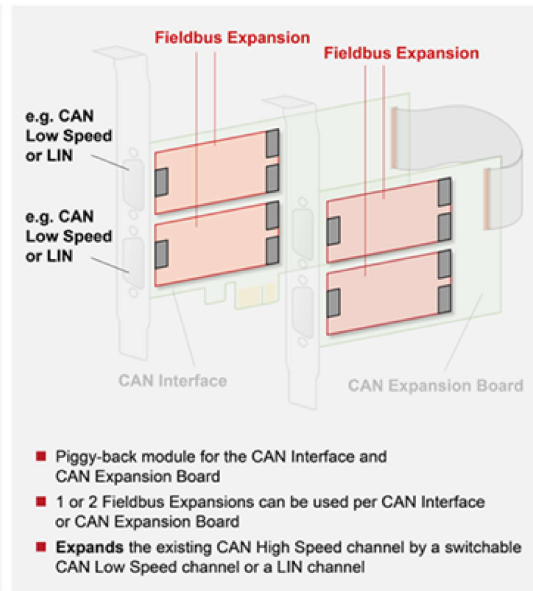 Fieldbus Expansion
Fieldbus Expansion
e.g. CAN
Low Speed
or LIN
e.g. CAN
Low Speed
or LIN
CAN Interface
CAN Expansion Board
Piggy-back module for the CAN Interface and
CAN Expansion Board
1 or 2 Fieldbus Expansions can be used per CAN Interface
or CAN Expansion Board
Expands the existing CAN High Speed channel by a switchable
CAN Low Speed channel or a LIN channel